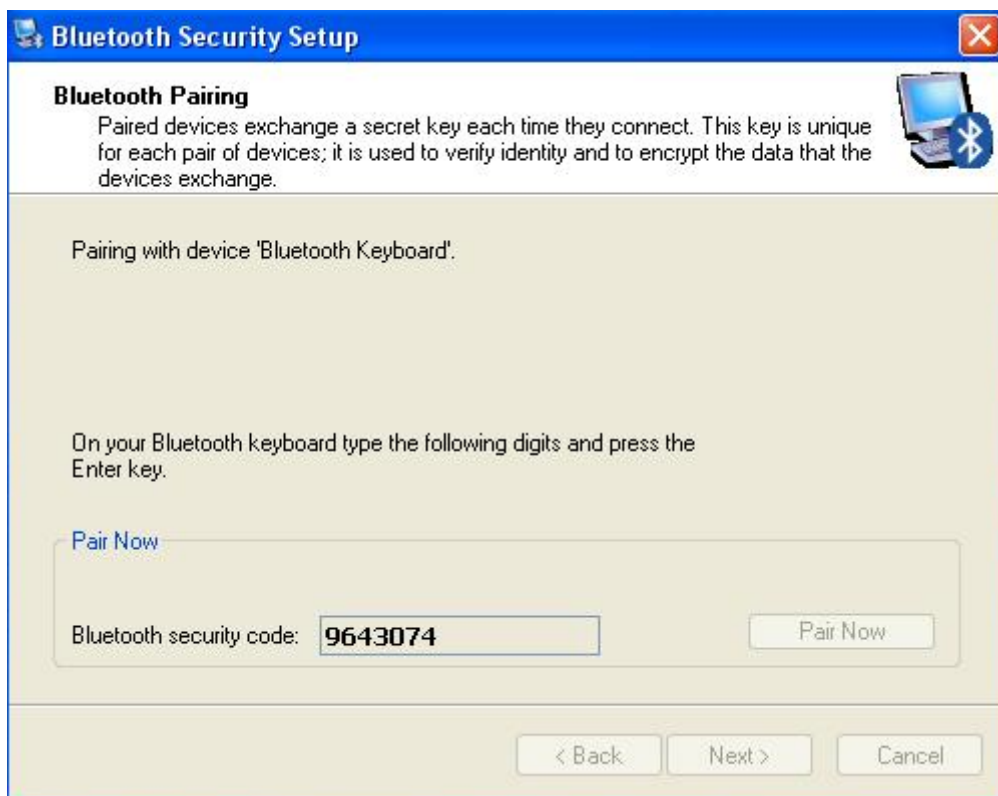 Bluetooth Security Setup
Bluetooth Pairing
Paired devices exchange a secret key each time they connect. This key is unique
for each pair of devices; it is used to verify identity and to encrypt the data that the
devices exchange.
Pairing with device 'Bluetooth Keyboard'.
On your Bluetooth keyboard type the following digits and press the
Enter key.
Pair Now
Bluetooth security code: 9643074 Pair Now
< Back Next > Cancel